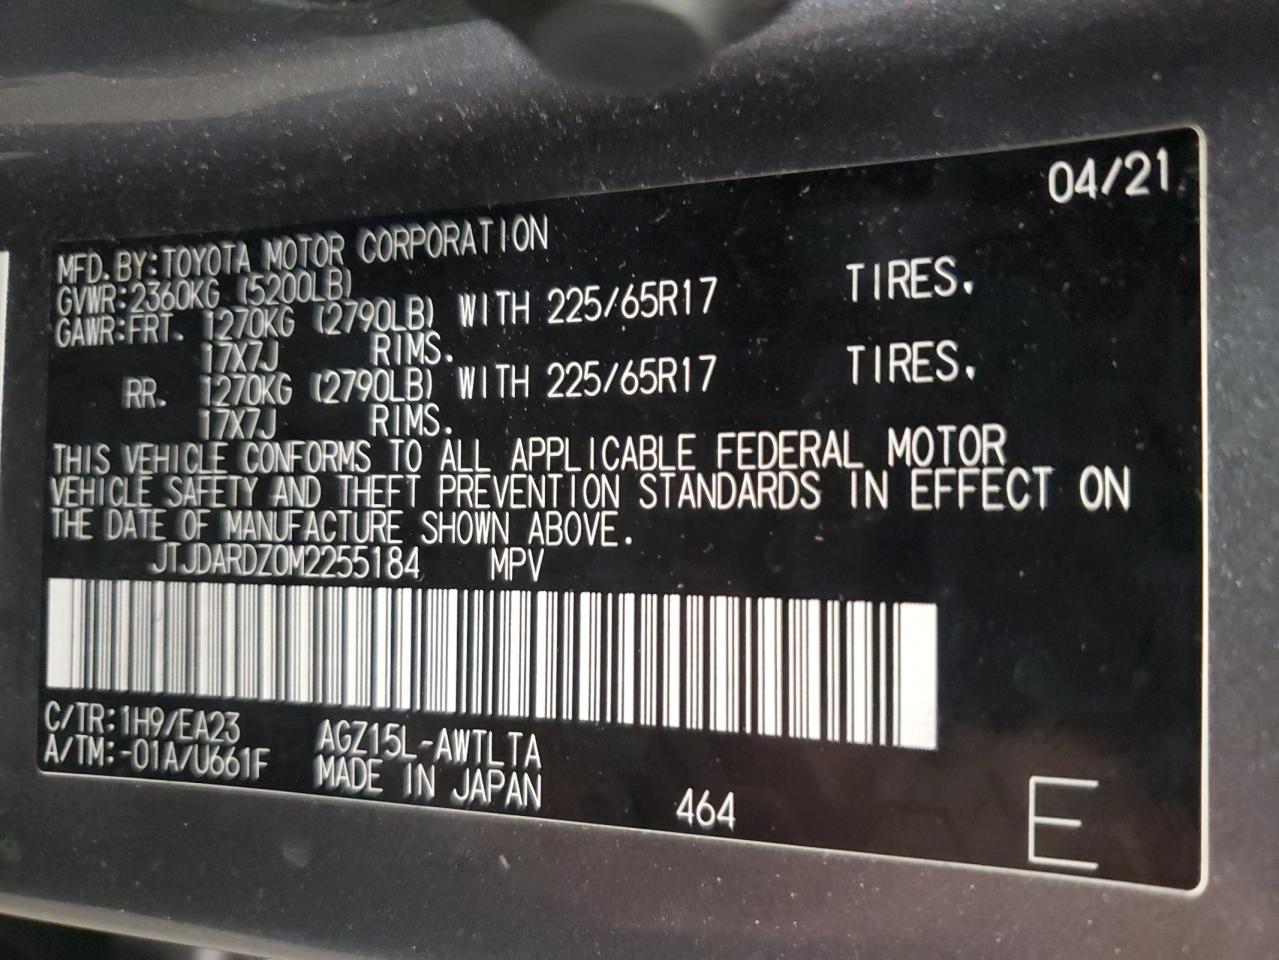 04/21
MFD. BY: TOYOTA MOTOR CORPORATION
GVWR: 2360KG (5200LB)
GAWR: FRT. 1270KG (2790LB) WITH 225/65R17 TIRES.
17X7J RIMS.
RR. 1270KG (2790LB) WITH 225/65R17 TIRES.
17X7J RIMS.
THIS VEHICLE CONFORMS TO ALL APPLICABLE FEDERAL MOTOR
VEHICLE SAFETY AND THEFT PREVENTION STANDARDS IN EFFECT ON
THE DATE OF MANUFACTURE SHOWN ABOVE.
JTJDARDZ0M2255184 MPV
C/TR: 1H9/EA23 AGZ15L-AWTLTA
A/TM: -01A/U661F MADE IN JAPAN
464
E